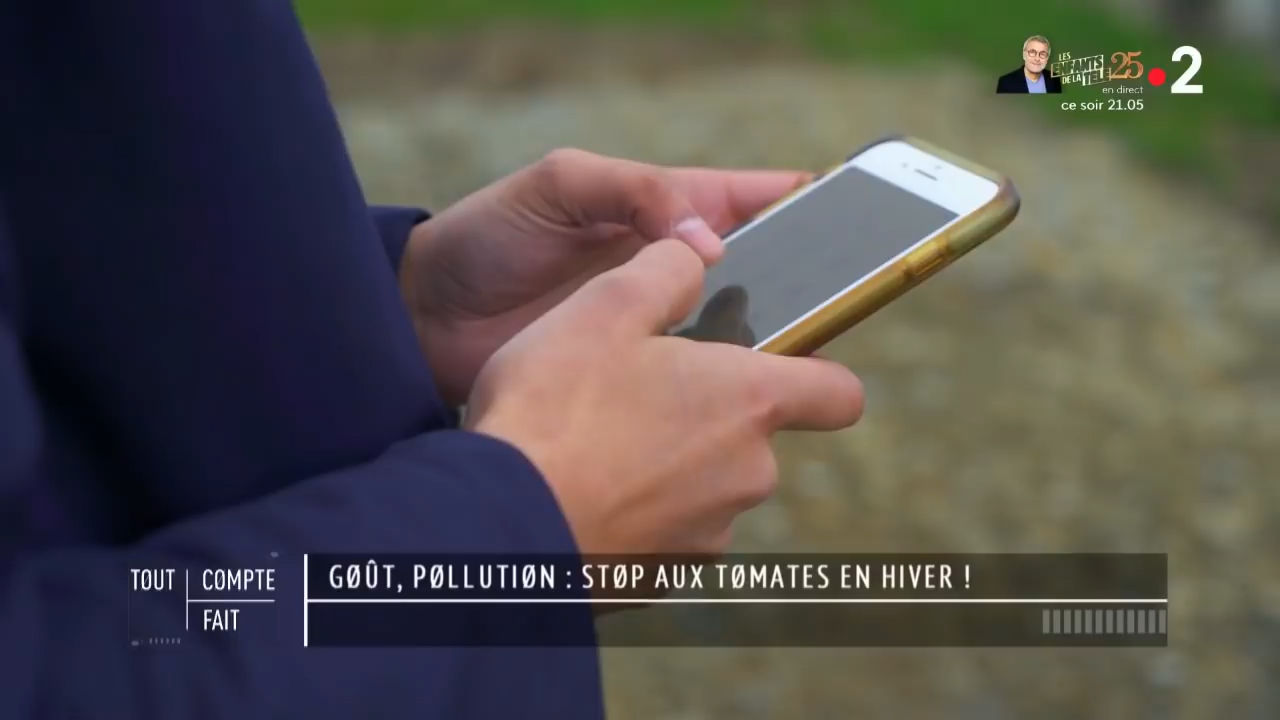 LES
ENFANTS
DE LA TÉLÉ 25
2
en direct
ce soir 21.05
TOUT COMPTE
FAIT
GØÛT, PØLLUTIØN : STØP AUX TØMATES EN HIVER !